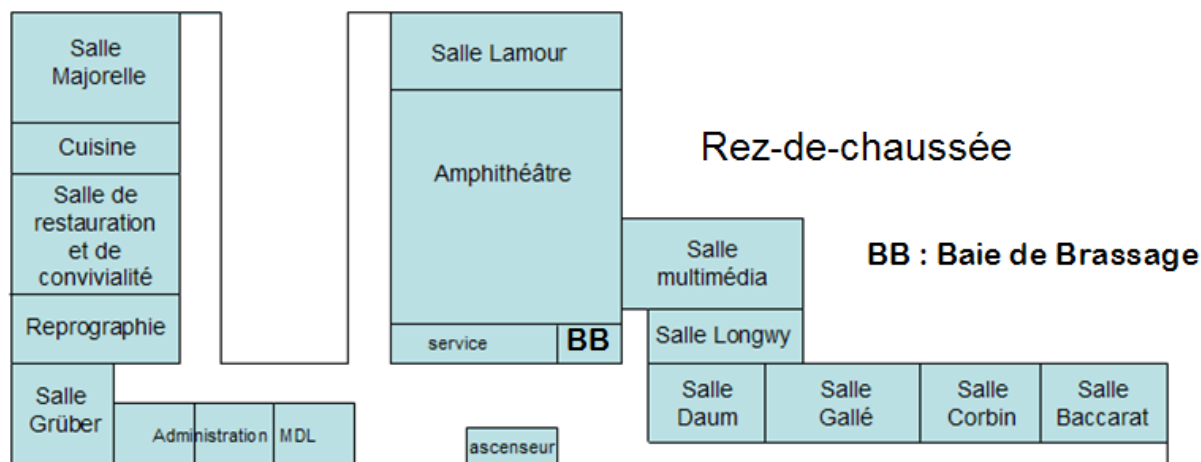 Salle
Majorelle
Cuisine
Salle de
restauration
et de
convivialité
Reprographie
Salle
Grüber
Administration
MDL
Salle Lamour
Amphithéâtre
service
BB
ascenseur
Rez-de-chaussée
BB : Baie de Brassage
Salle
multimédia
Salle Longwy
Salle
Daum
Salle
Gallé
Salle
Corbin
Salle
Baccarat